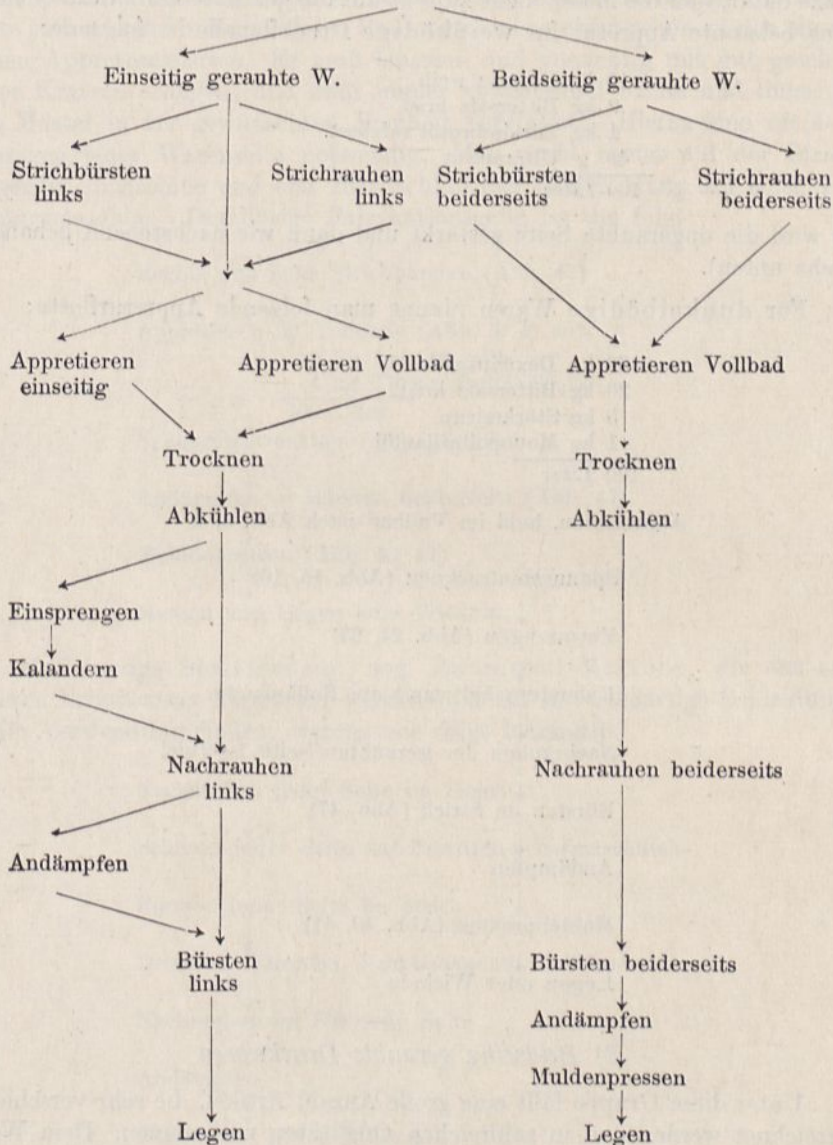 Einseitig gerauhte W.
Beidseitig gerauhte W.
Strichbürsten
links
Strichrauhen
links
Strichbürsten
beiderseits
Strichrauhen
beiderseits
Appretieren
einseitig
Appretieren Vollbad
Appretieren Vollbad
Trocknen
Trocknen
Abkühlen
Abkühlen
Einsprengen
Kalandern
Nachrauhen
links
Nachrauhen beiderseits
Andämpfen
Bürsten
links
Bürsten beiderseits
Andämpfen
Muldenpressen
Legen
Legen